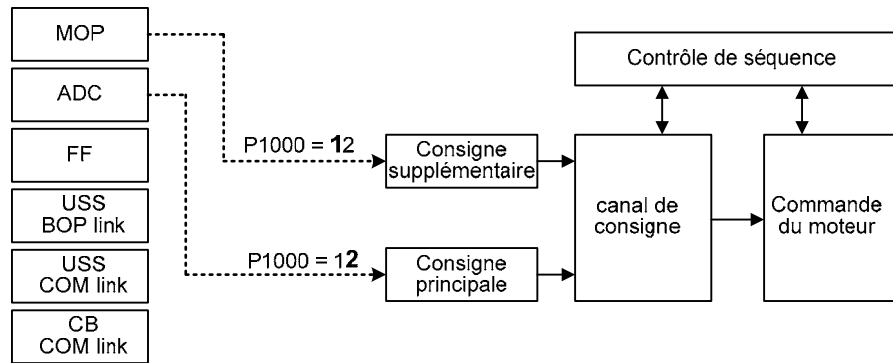 MOP
ADC
FF
USS
BOP link
USS
COM link
CB
COM link
P1000 = 12
P1000 = 12
Consigne
supplémentaire
Consigne
principale
Contrôle de séquence
canal de
consigne
Commande
du moteur